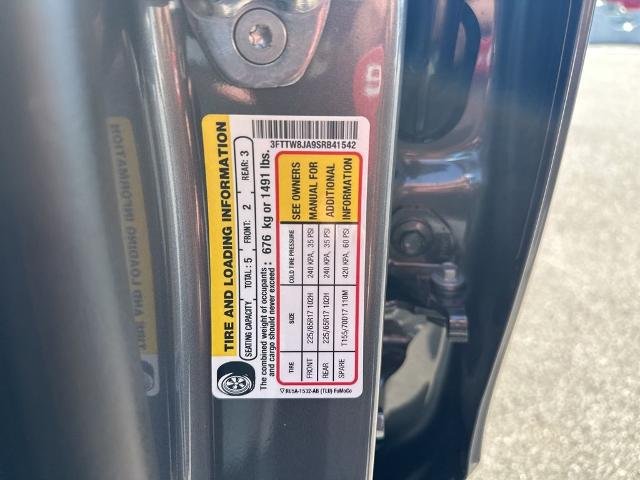 3FTTW8JA9SRB41542
TIRE AND LOADING INFORMATION
SEATING CAPACITY TOTAL: 5 FRONT: 2 REAR: 3
The combined weight of occupants and cargo should never exceed: 676 kg or 1491 lbs.
TIRE SIZE COLD TIRE PRESSURE SEE OWNERS MANUAL FOR ADDITIONAL INFORMATION
FRONT 225/65R17 102H 240 KPA, 35 PSI
REAR 225/65R17 102H 240 KPA, 35 PSI
SPARE T155/70D17 110M 420 KPA, 60 PSI